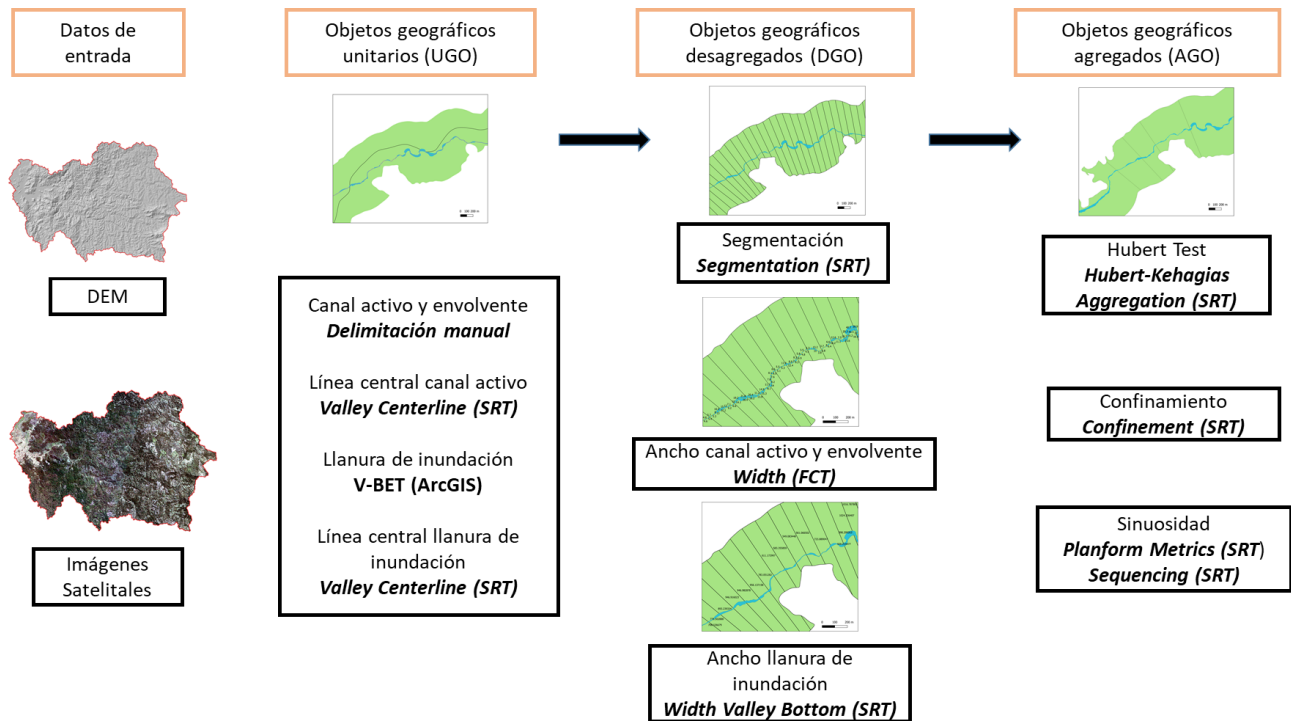 Datos de
entrada
Objetos geográficos
unitarios (UGO)
Objetos geográficos
desagregados (DGO)
Objetos geográficos
agregados (AGO)
DEM
Imágenes
Satelitales
Canal activo y envolvente
Delimitación manual
Línea central canal activo
Valley Centerline (SRT)
Llanura de inundación
V-BET (ArcGIS)
Línea central llanura de
inundación
Valley Centerline (SRT)
Segmentación
Segmentation (SRT)
Ancho canal activo y envolvente
Width (FCT)
Ancho llanura de
inundación
Width Valley Bottom (SRT)
Hubert Test
Hubert-Kehagias
Aggregation (SRT)
Confinamiento
Confinement (SRT)
Sinuosidad
Planform Metrics (SRT)
Sequencing (SRT)